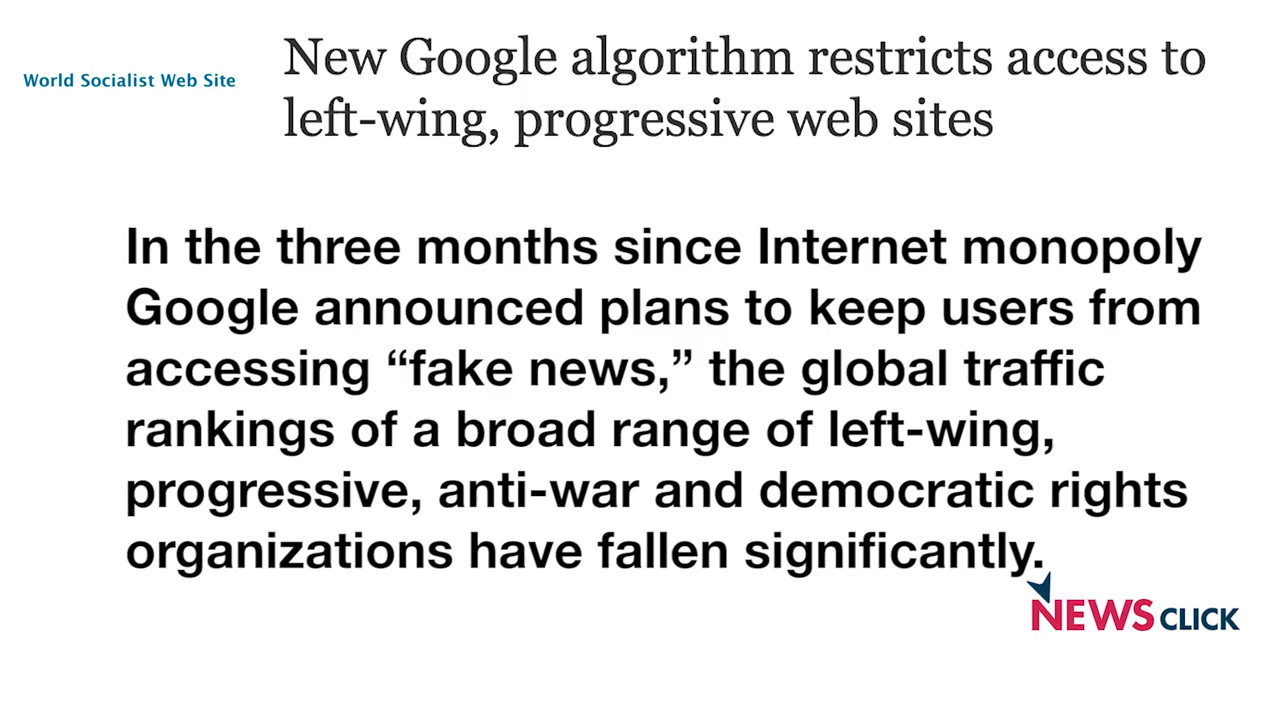 World Socialist Web Site
New Google algorithm restricts access to
left-wing, progressive web sites
In the three months since Internet monopoly
Google announced plans to keep users from
accessing “fake news,” the global traffic
rankings of a broad range of left-wing,
progressive, anti-war and democratic rights
organizations have fallen significantly.
NEWSCLICK